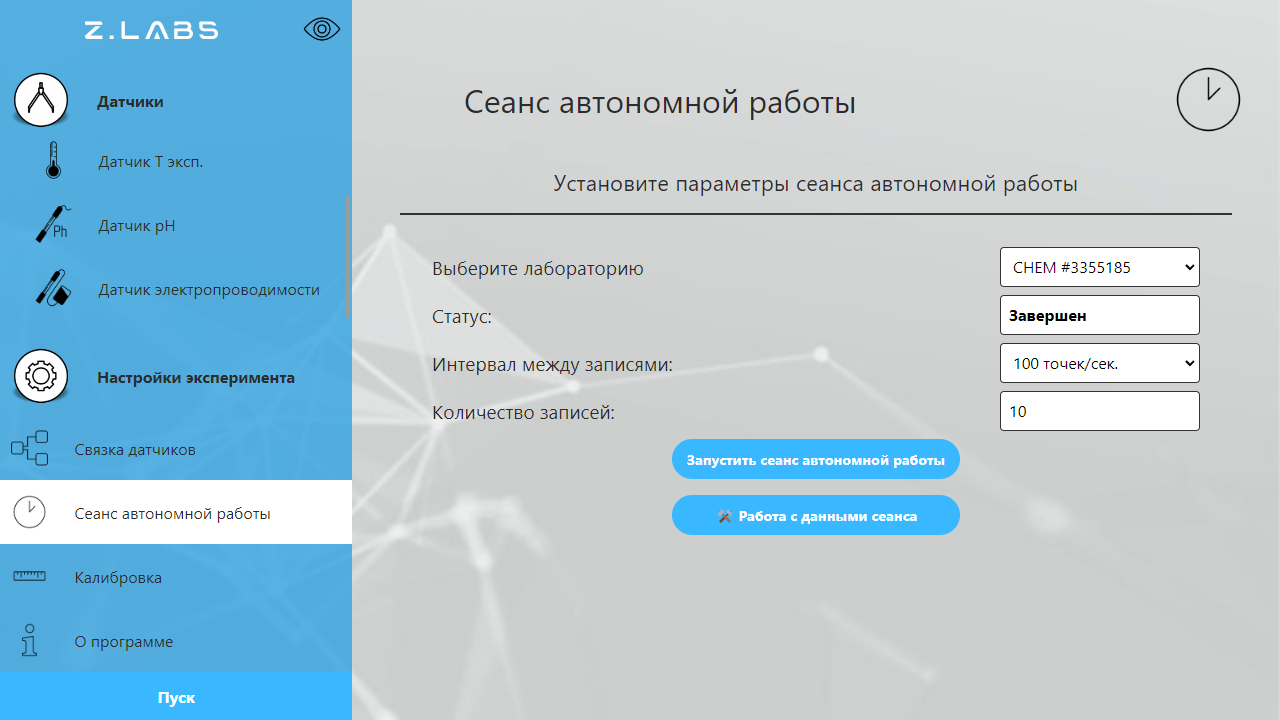 Z.LABS
Датчики
Датчик Т эксп.
Ph
Датчик pH
Датчик электропроводимости
Настройки эксперимента
Связка датчиков
Сеанс автономной работы
Калибровка
О программе
Пуск
Сеанс автономной работы
Установите параметры сеанса автономной работы
Выберите лабораторию
CHEM #3355185
Статус:
Завершен
Интервал между записями:
100 точек/сек.
Количество записей:
10
Запустить сеанс автономной работы
Работа с данными сеанса